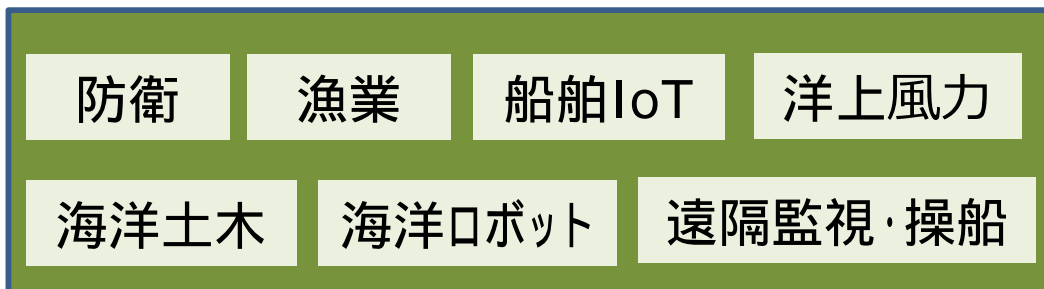 防衛
漁業
船舶IoT
洋上風力
海洋土木
海洋ロボット
遠隔監視・操船